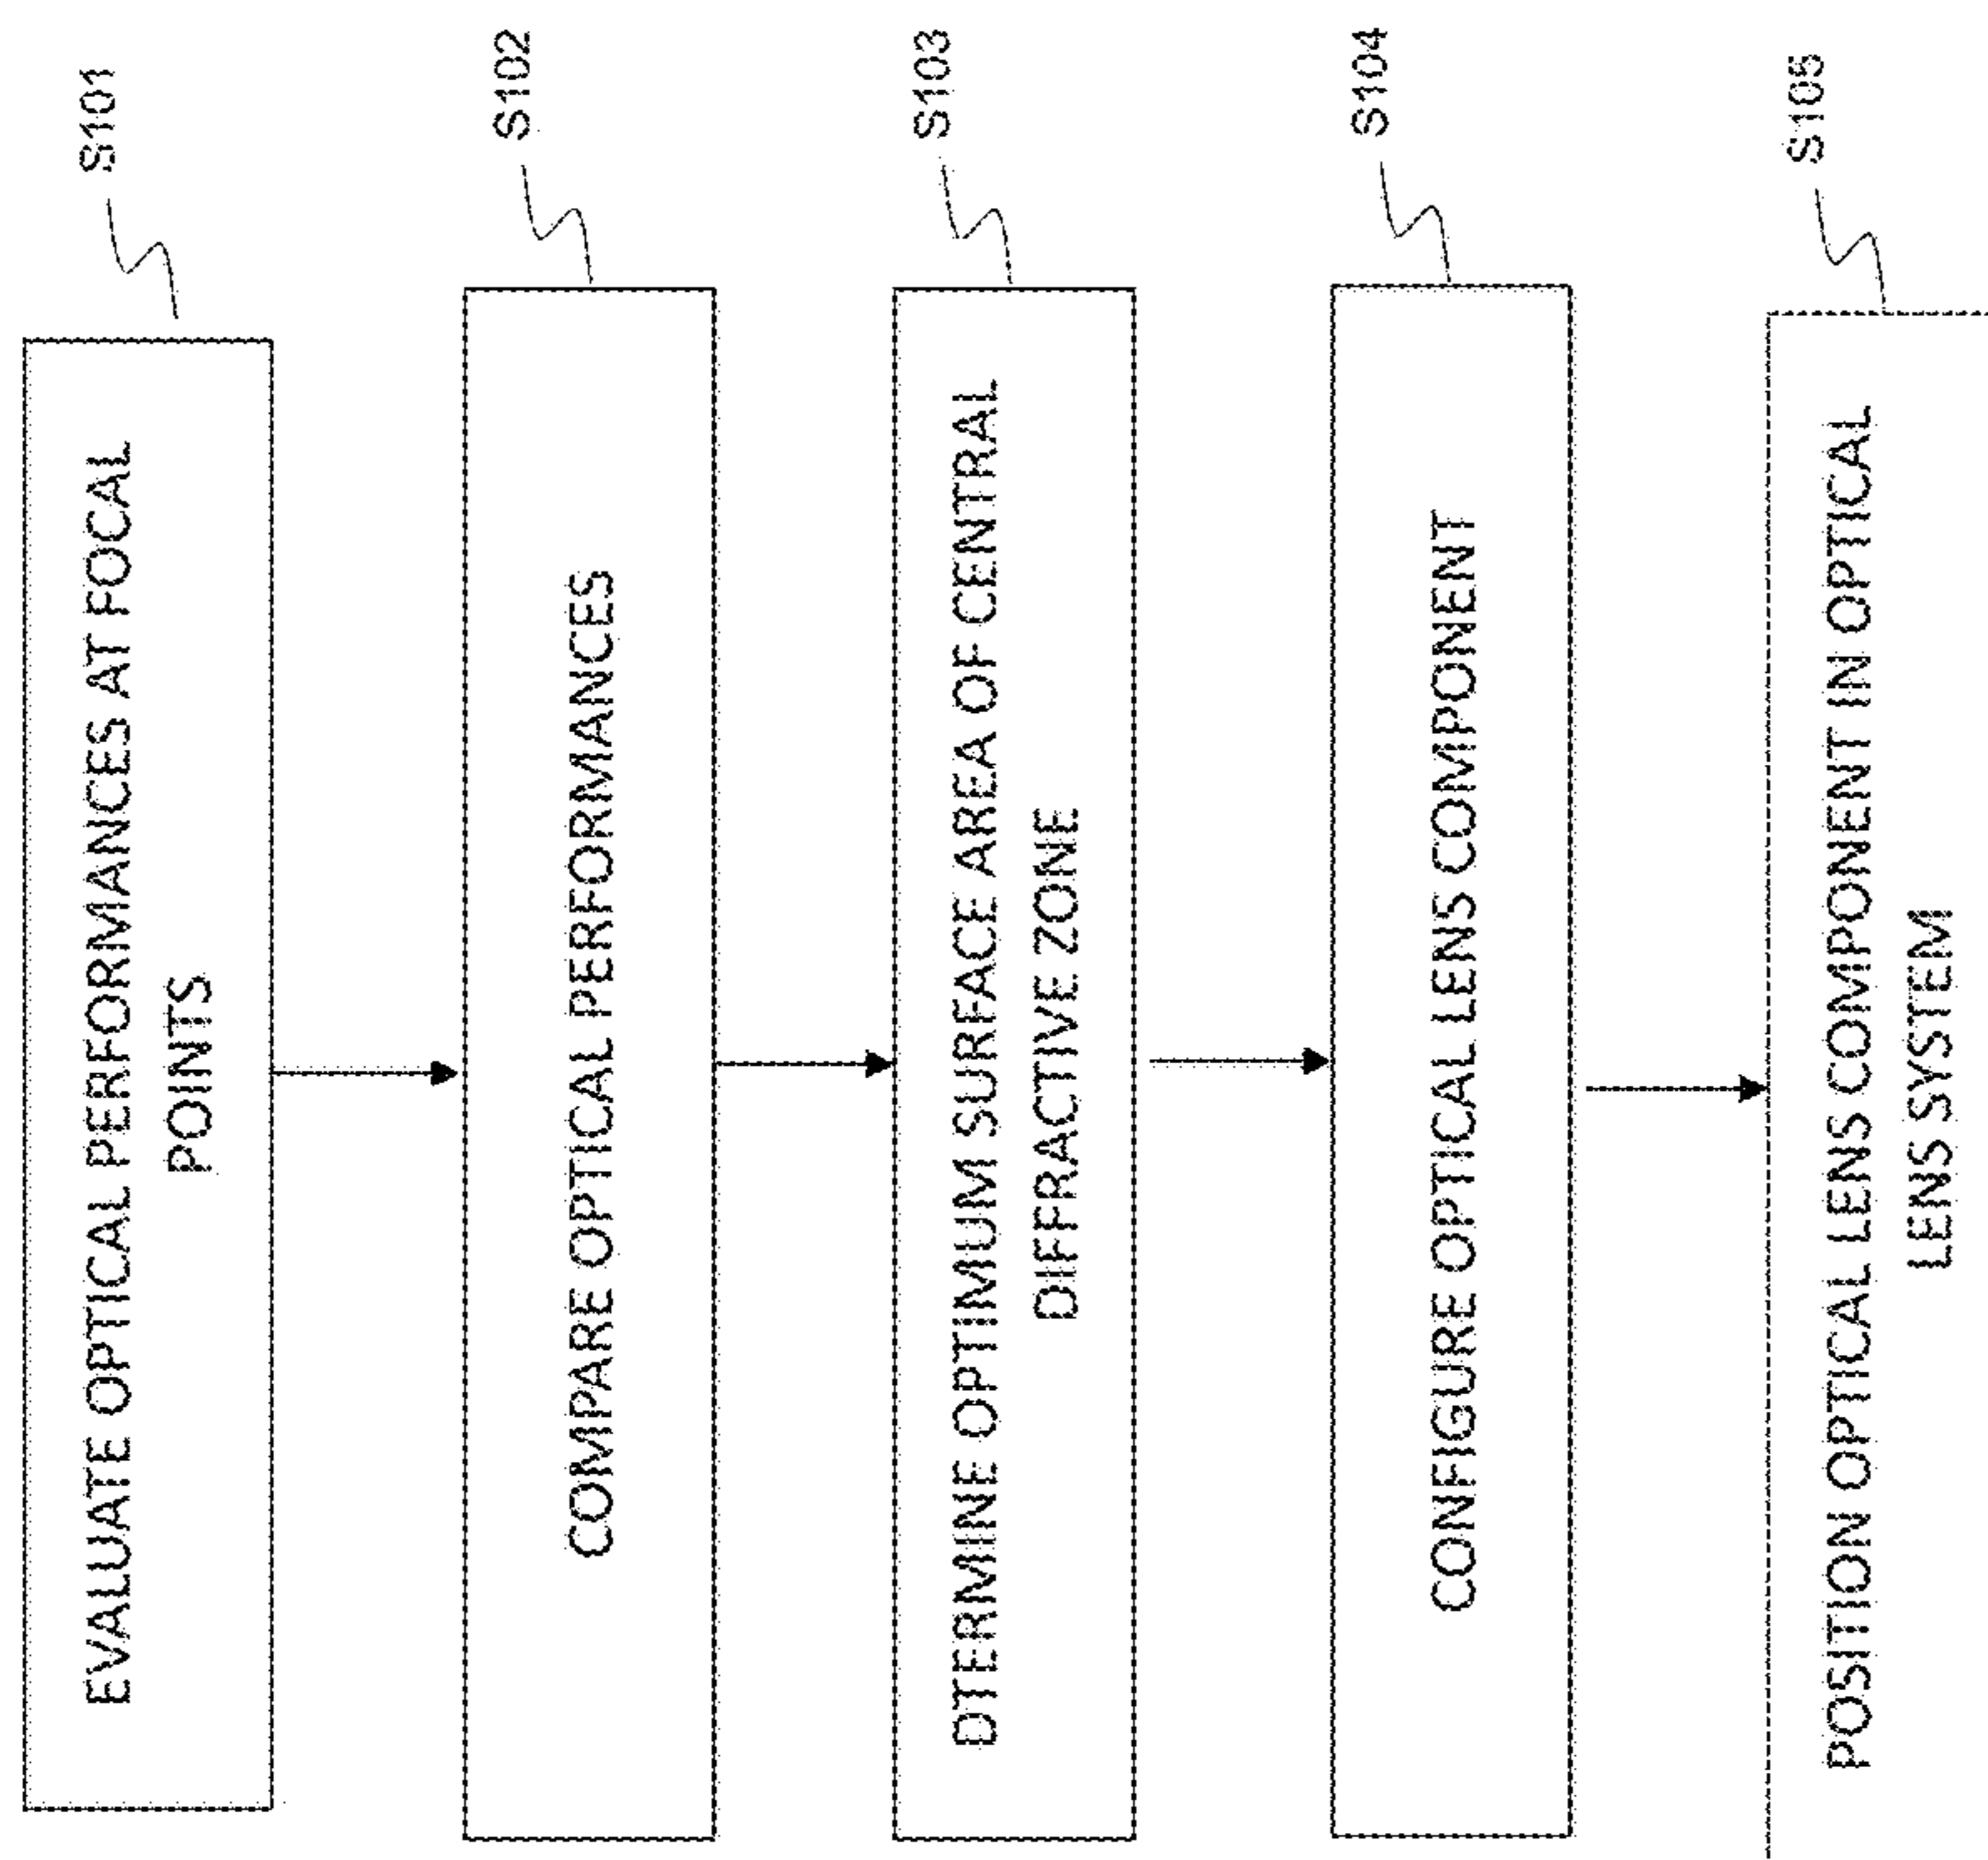 S101
EVALUATE OPTICAL PERFORMANCES AT FOCAL
POINTS
S102
COMPARE OPTICAL PERFORMANCES
S103
DTERMINE OPTIMUM SURFACE AREA OF CENTRAL
DIFFRACTIVE ZONE
S104
CONFIGURE OPTICAL LENS COMPONENT
S105
POSITION OPTICAL LENS COMPONENT IN OPTICAL
LENS SYSTEM